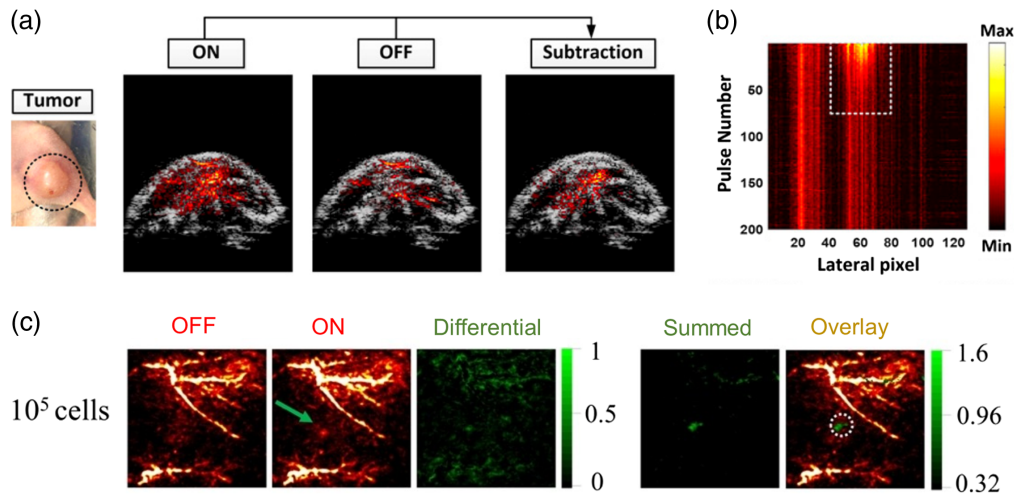 (a)
ON
OFF
Subtraction
Tumor
(b)
Max
Min
Pulse Number
50
100
150
200
20
40
60
80
100
120
Lateral pixel
(c)
OFF
ON
Differential
Summed
Overlay
10⁵ cells
1
0.5
0
1.6
0.96
0.32